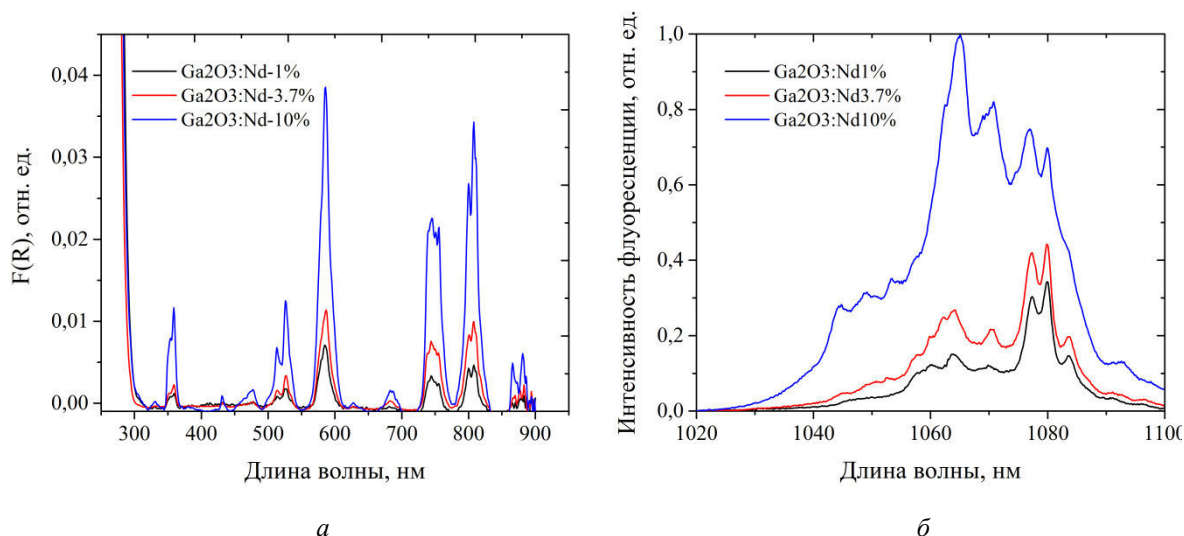 F(R), отн. ед.
0,04
0,03
0,02
0,01
0,00
Ga2O3:Nd-1%
Ga2O3:Nd-3.7%
Ga2O3:Nd-10%
300 400 500 600 700 800 900
Длина волны, нм
а
Интенсивность флуоресценции, отн. ед.
1,0
0,8
0,6
0,4
0,2
0,0
Ga2O3:Nd1%
Ga2O3:Nd3.7%
Ga2O3:Nd10%
1020 1040 1060 1080 1100
Длина волны, нм
б